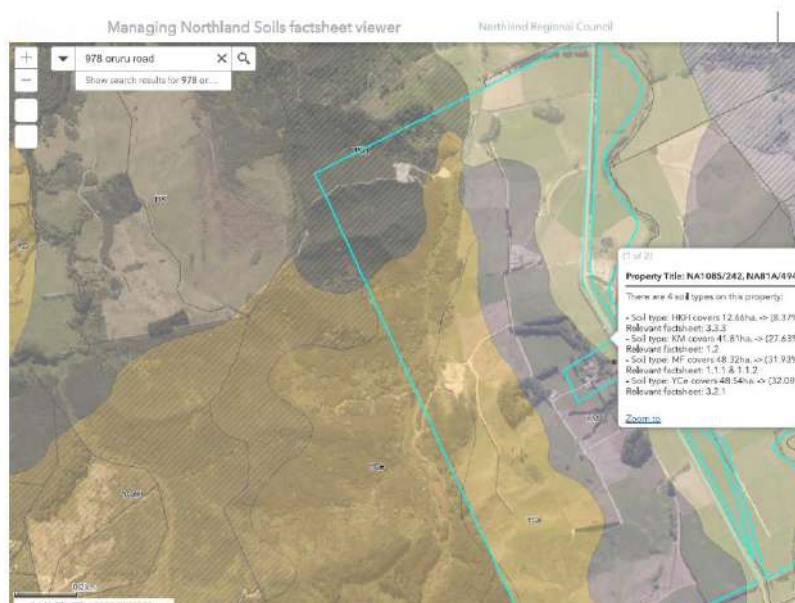 Managing Northland Soils factsheet viewer
Northland Regional Council
+
978 oruru road
−
Show search results for 978 or...
(1 of 2)
Property Title: NA1085/242, NA81A/494
There are 4 soil types on this property:
- Soil type: HKH covers 12.66ha. -> (8.37%
Relevant factsheet: 3.3.3
- Soil type: KM covers 41.81ha. -> (27.63%
Relevant factsheet: 1.2
- Soil type: MF covers 48.32ha. -> (31.93%
Relevant factsheet: 1.1.1 & 1.1.2
- Soil type: YCe covers 48.54ha. -> (32.08
Relevant factsheet: 3.2.1
Zoom to